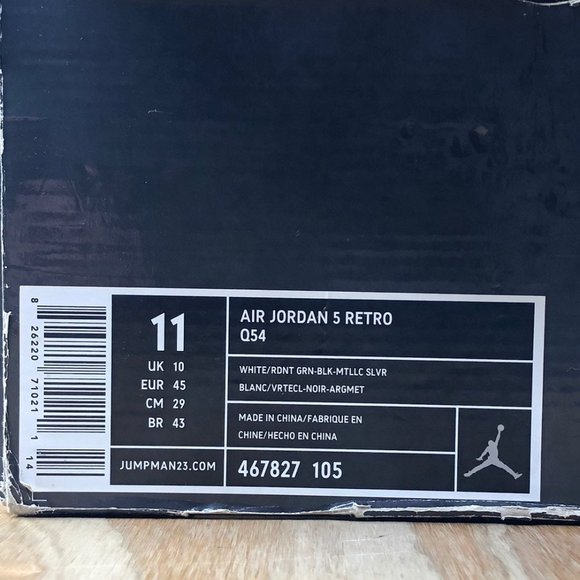 8 26220 71021 1 14
11
UK 10
EUR 45
CM 29
BR 43
JUMPMAN23.COM
AIR JORDAN 5 RETRO
Q54
WHITE/RDNT GRN-BLK-MTLLC SLVR
BLANC/VRTECL-NOIR-ARGMET
MADE IN CHINA/FABRIQUE EN
CHINE/HECHO EN CHINA
467827 105